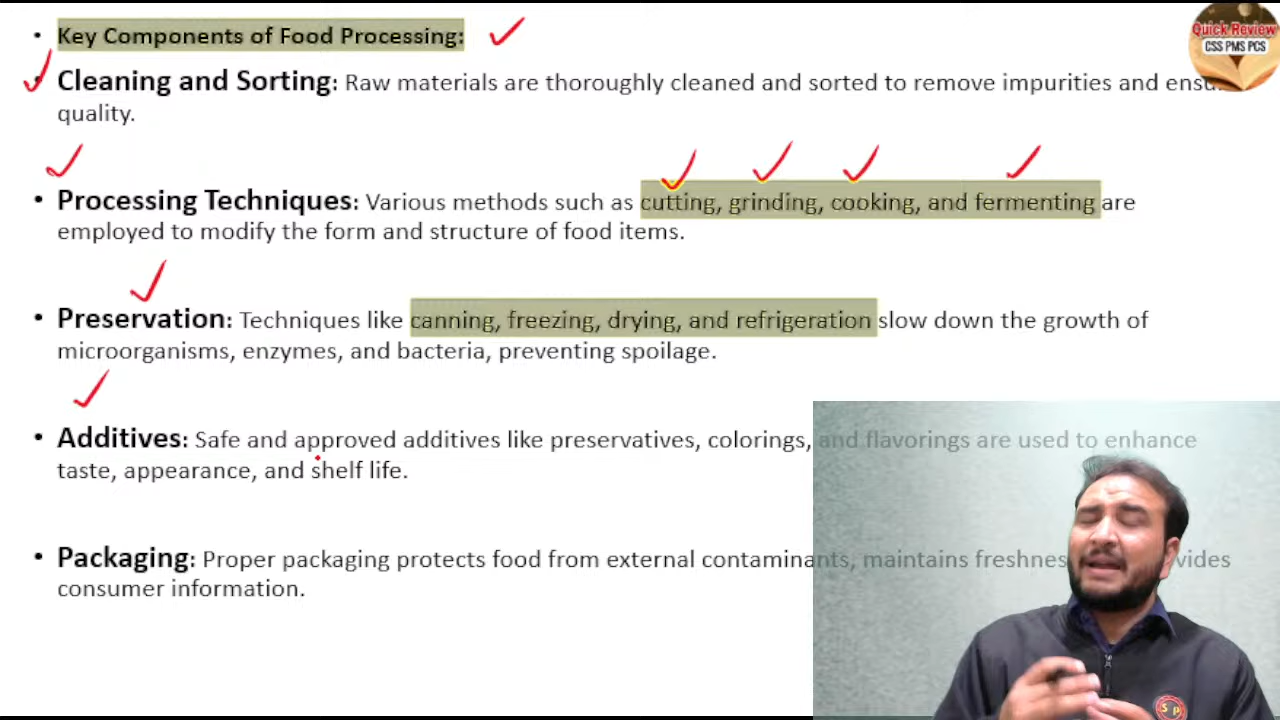 • Key Components of Food Processing:
Quick Review
CSS PMS PCS
• Cleaning and Sorting: Raw materials are thoroughly cleaned and sorted to remove impurities and
quality.
• Processing Techniques: Various methods such as cutting, grinding, cooking, and fermenting are
employed to modify the form and structure of food items.
• Preservation: Techniques like canning, freezing, drying, and refrigeration slow down the growth of
microorganisms, enzymes, and bacteria, preventing spoilage.
• Additives: Safe and approved additives like preservatives, colorings, and flavorings are used to enhance
taste, appearance, and shelf life.
• Packaging: Proper packaging protects food from external contaminants, maintains
consumer information.